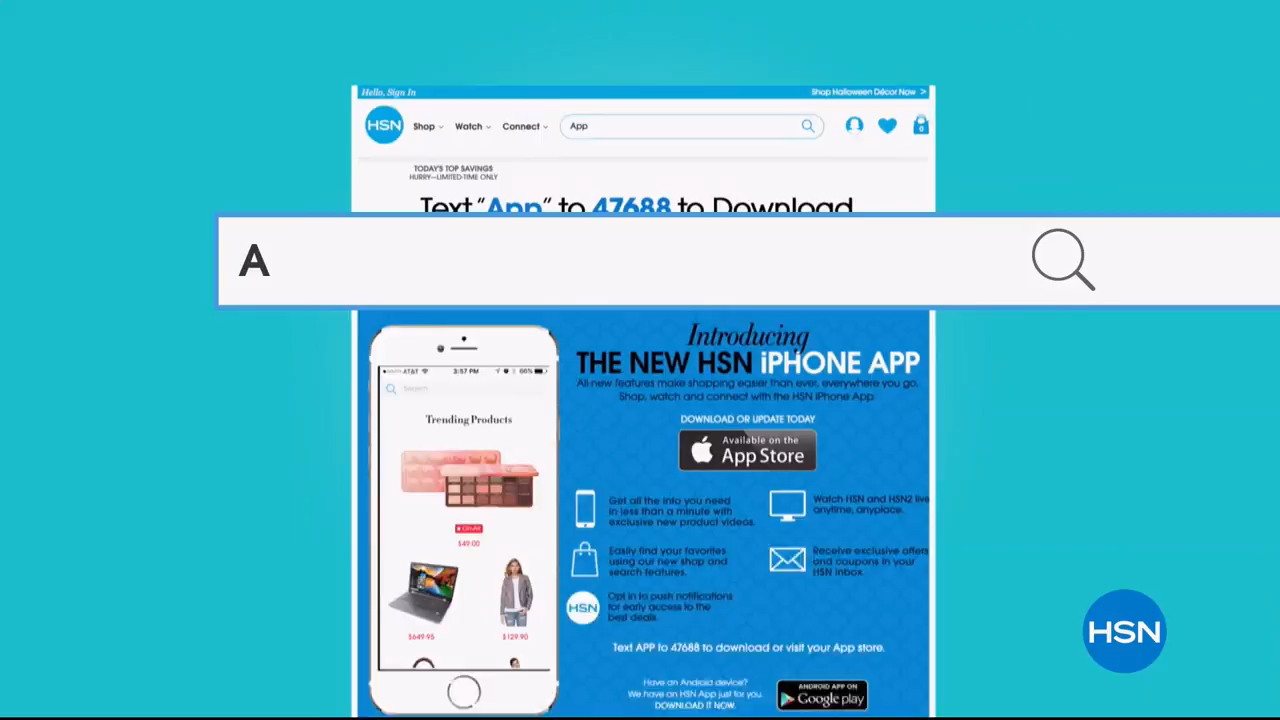 Hello, Sign In
Shop Halloween Décor Now >
HSN
Shop
Watch
Connect
App
0
TODAY'S TOP SAVINGS
HURRY—LIMITED-TIME ONLY
Text “App” to 47688 to Download
A
AT&T
3:57 PM
66%
Search
Trending Products
$49.00
$649.95
$129.90
Introducing
THE NEW HSN iPHONE APP
All new features make shopping easier than ever, everywhere you go.
Shop, watch and connect with the HSN iPhone App
DOWNLOAD OR UPDATE TODAY
Available on the
App Store
Get all the info you need
in less than a minute with
exclusive new product videos.
Watch HSN and HSN2 live
anytime, anyplace.
Easily find your favorites
using our new shop and
search features.
Receive exclusive offers
and coupons in your
HSN inbox.
HSN
Opt in to push notifications
for early access to the
best deals.
Text APP to 47688 to download or visit your App store.
Have an Android device?
We have an HSN App just for you.
DOWNLOAD IT NOW.
ANDROID APP ON
Google play
HSN